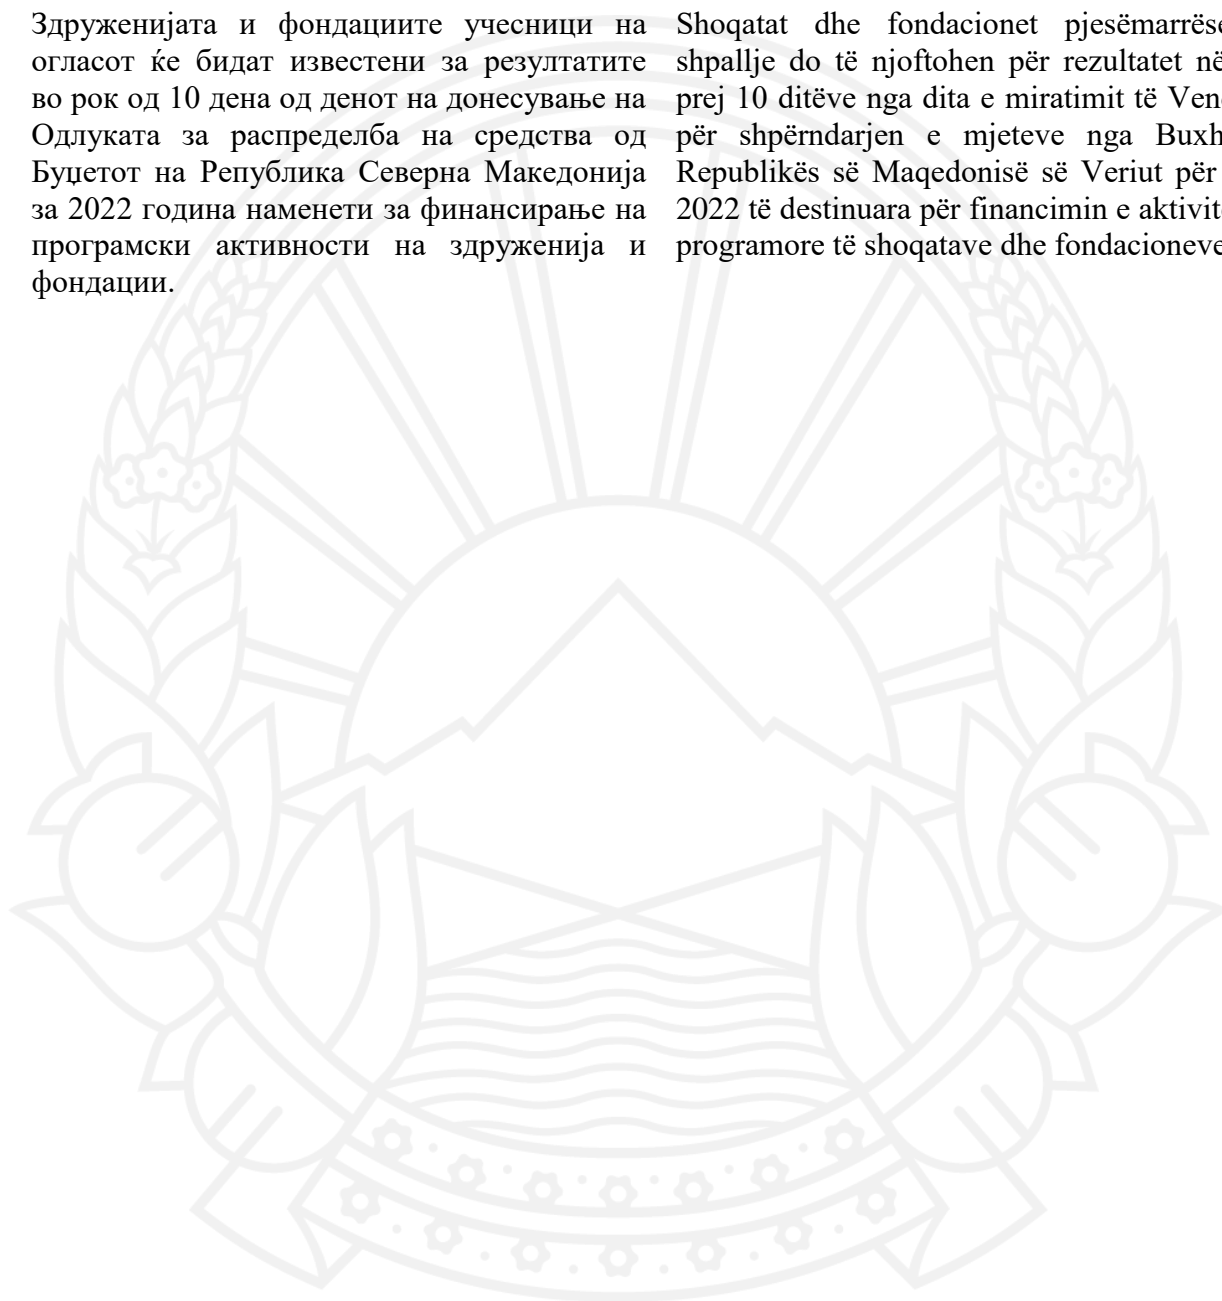 Здруженијата и фондациите учесници на
огласот ќе бидат известени за резултатите
во рок од 10 дена од денот на донесување на
Одлуката за распределба на средства од
Буџетот на Република Северна Македонија
за 2022 година наменети за финансирање на
програмски активности на здруженија и
фондации.
Shoqatat dhe fondacionet
shpallje do të njoftohen për rezultatet në
prej 10 ditëve nga dita e miratimit të
për shpërndarjen e mjeteve nga
Republikës së Maqedonisë së Veriut për
2022 të destinuara për financimin e
programore të shoqatave dhe fondacioneve